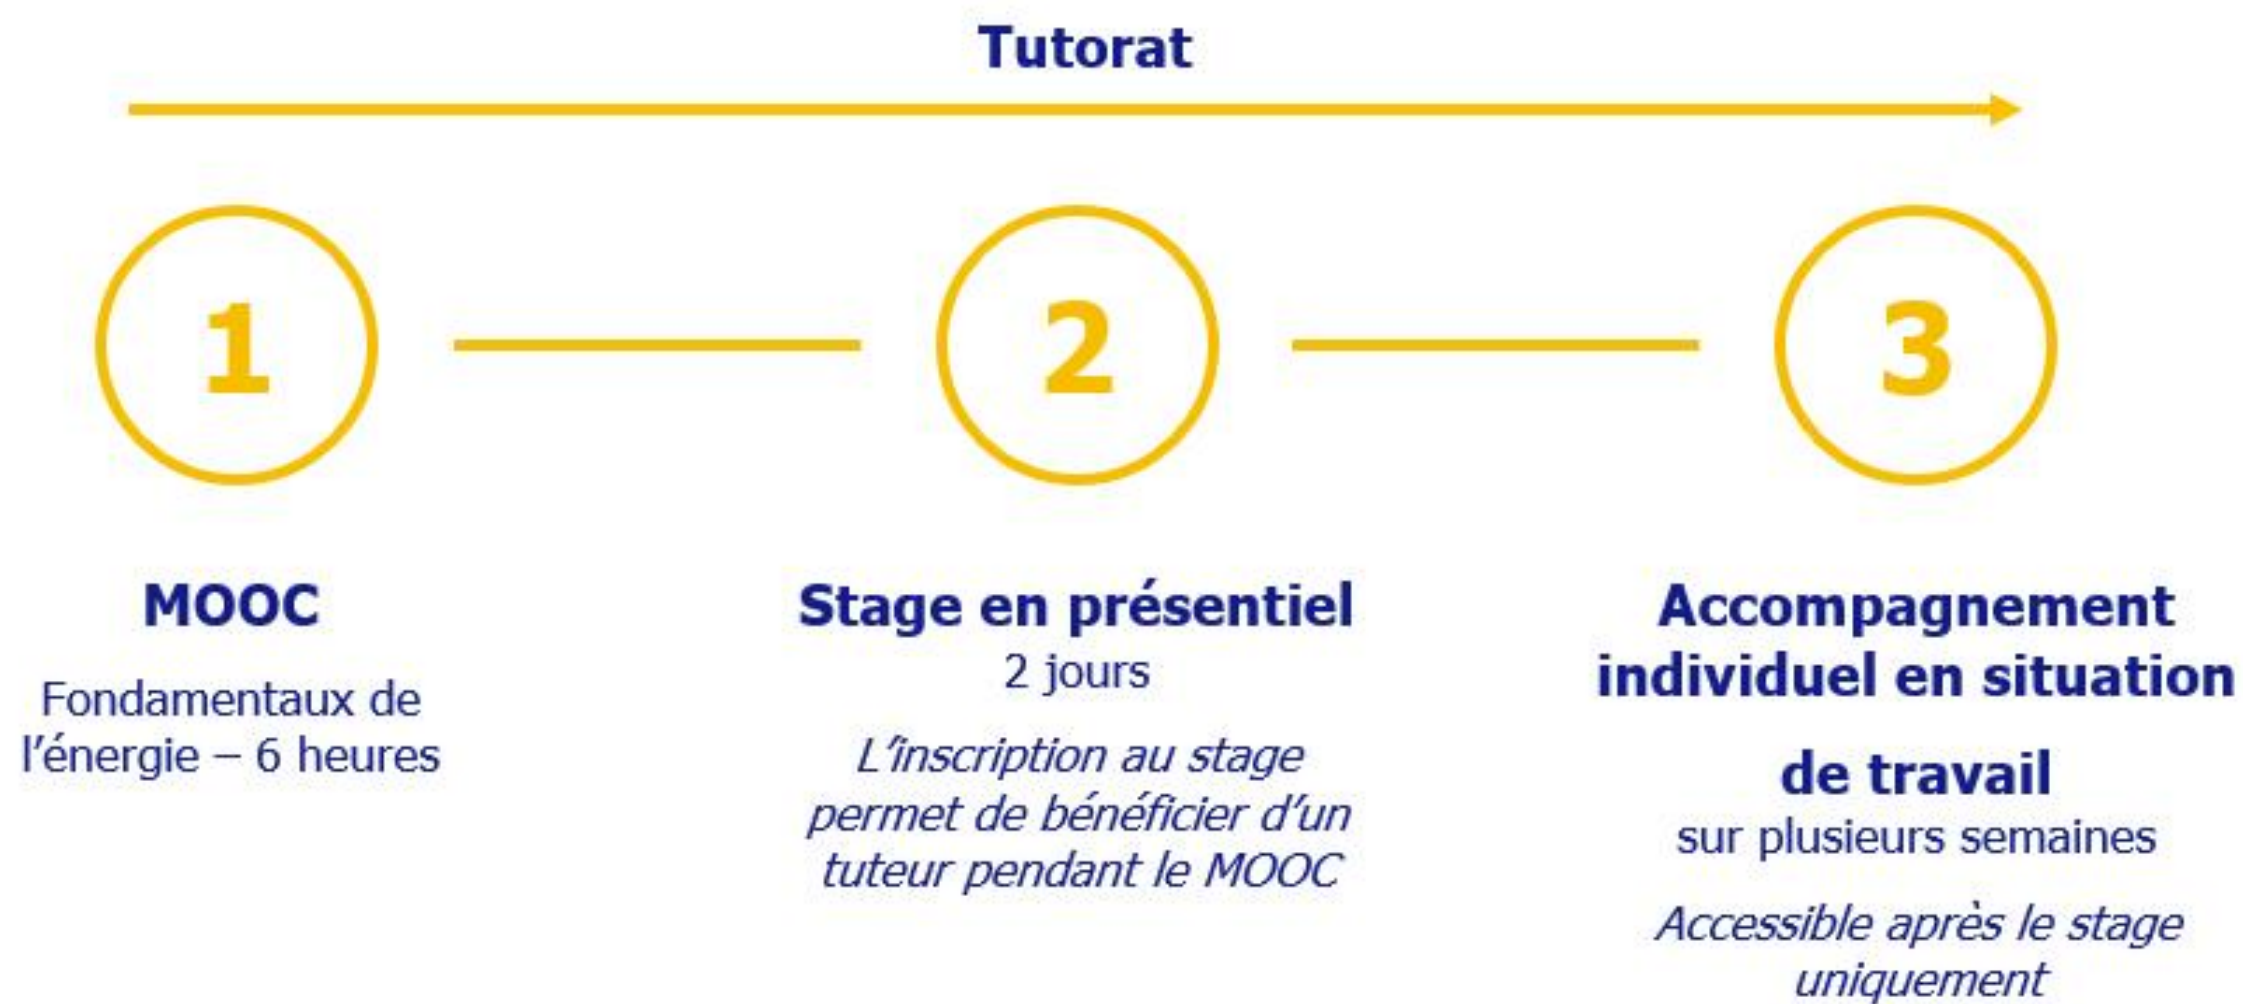 Tutorat
1
2
3
MOOC
Fondamentaux de
l’énergie – 6 heures
Stage en présentiel
2 jours
L’inscription au stage
permet de bénéficier d’un
tuteur pendant le MOOC
Accompagnement
individuel en situation
de travail
sur plusieurs semaines
Accessible après le stage
uniquement